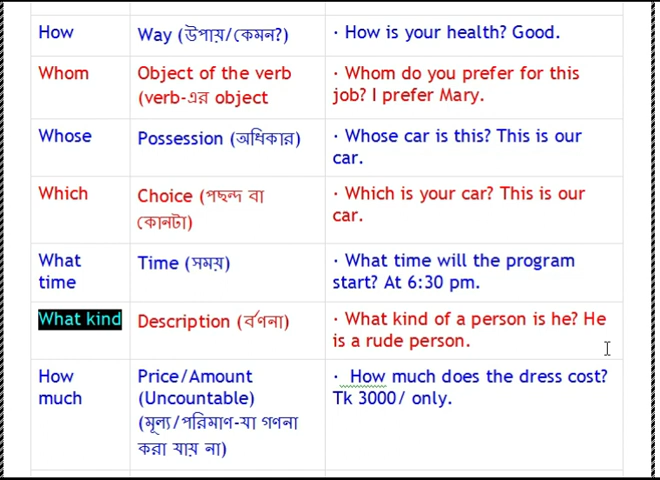 How Way (উপায়/কেমন?) · How is your health? Good.
Whom Object of the verb · Whom do you prefer for this
(verb-এর object job? I prefer Mary.
Whose Possession (অধিকার) · Whose car is this? This is our
car.
Which Choice (পছন্দ বা · Which is your car? This is our
কোনটা) car.
What Time (সময়) · What time will the program
time start? At 6:30 pm.
What kind Description (র্বণনা) · What kind of a person is he? He
is a rude person.
How Price/Amount · How much does the dress cost?
much (Uncountable) Tk 3000/ only.
(মূল্য/পরিমাণ-যা গণনা
করা যায় না)